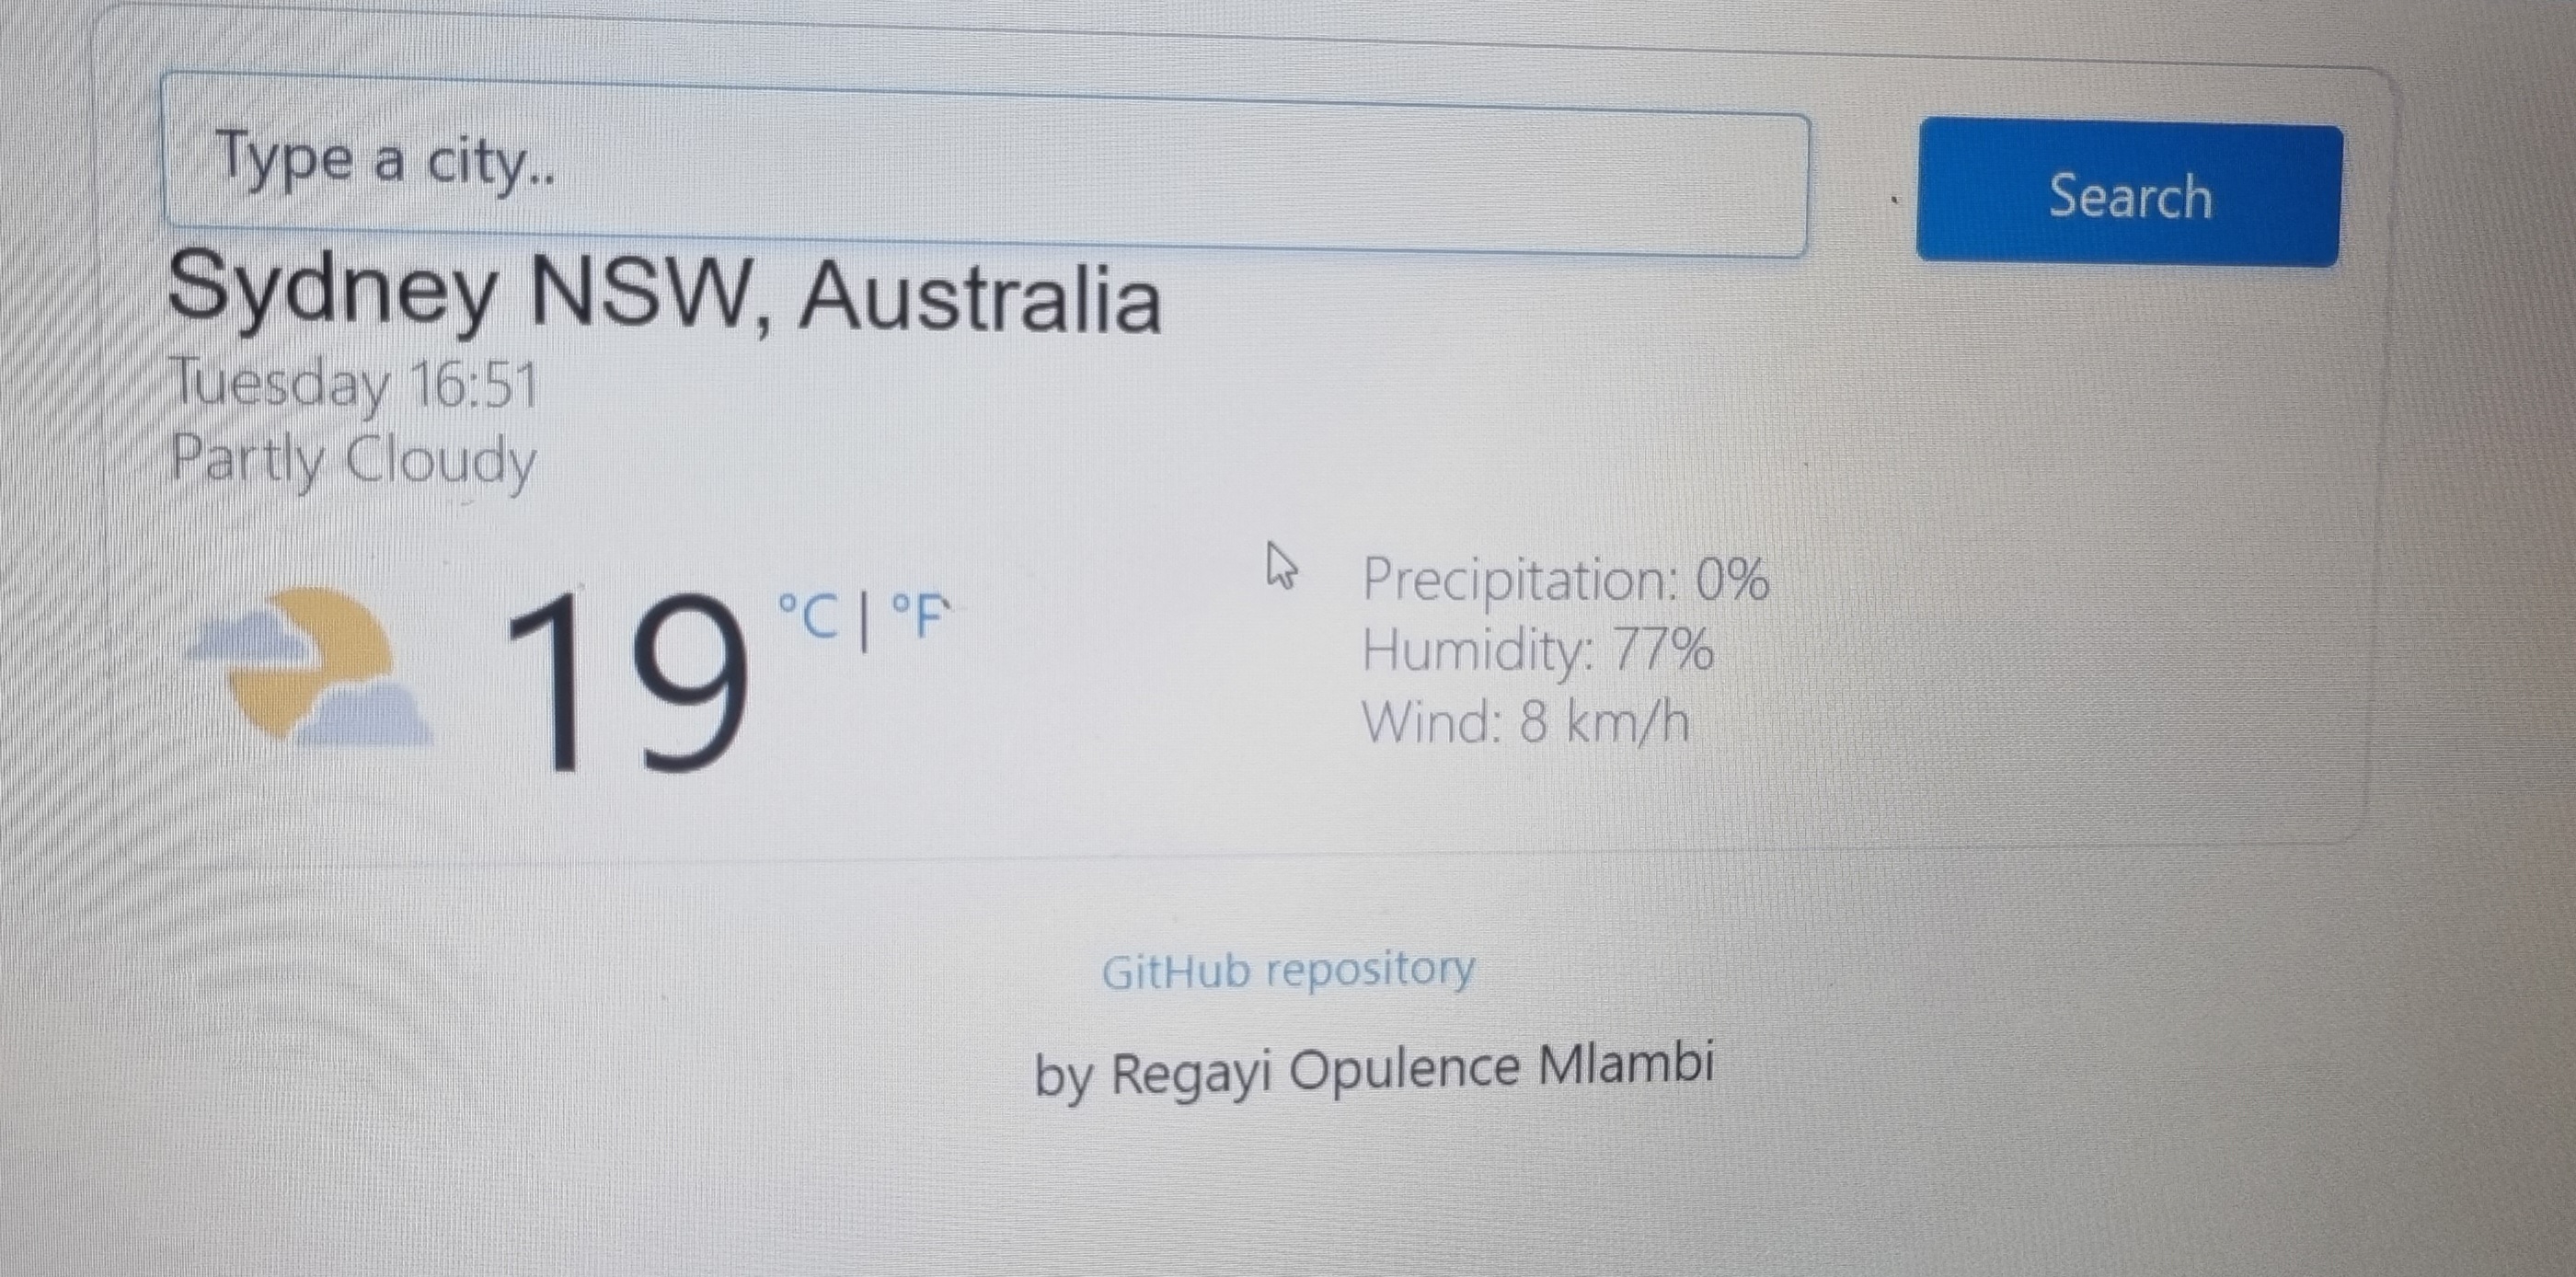 Type a city..
Search
Sydney NSW, Australia
Tuesday 16:51
Partly Cloudy
19 °C | °F
Precipitation: 0%
Humidity: 77%
Wind: 8 km/h
GitHub repository
by Regayi Opulence Mlambi